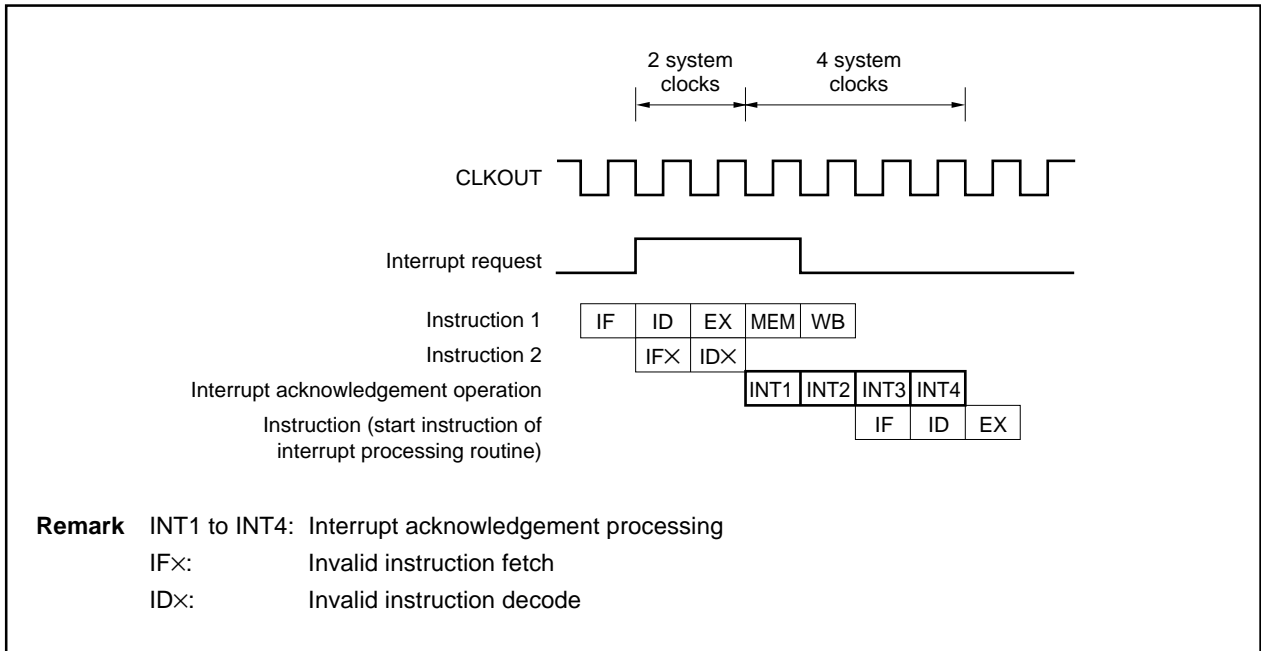 2 system
clocks
4 system
clocks
CLKOUT
Interrupt request
Instruction 1 IF ID EX MEM WB
Instruction 2 IF× ID×
Interrupt acknowledgement operation INT1 INT2 INT3 INT4
Instruction (start instruction of
interrupt processing routine) IF ID EX
Remark INT1 to INT4: Interrupt acknowledgement processing
IF×: Invalid instruction fetch
ID×: Invalid instruction decode